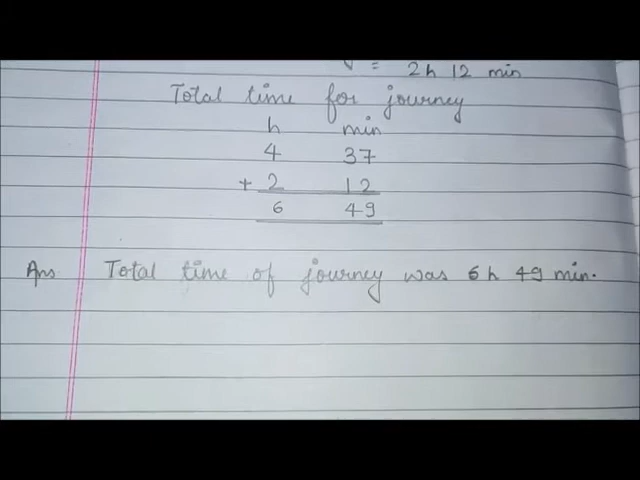 = 2h 12 min
Total time for journey
h min
4 37
+ 2 12
6 49
Ans Total time of journey was 6 h 49 min.